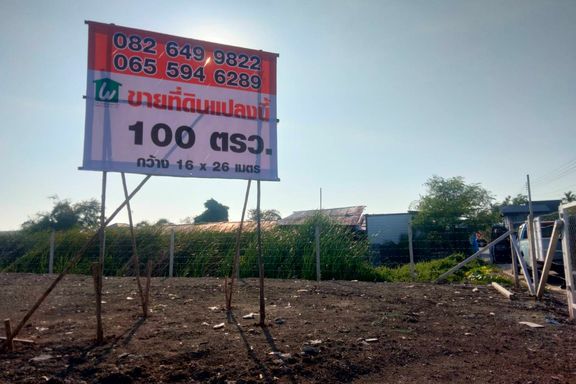 082 649 9822
065 594 6289
ขายที่ดินแปลงนี้
100 ตรว.
กว้าง 16 x 26 เมตร